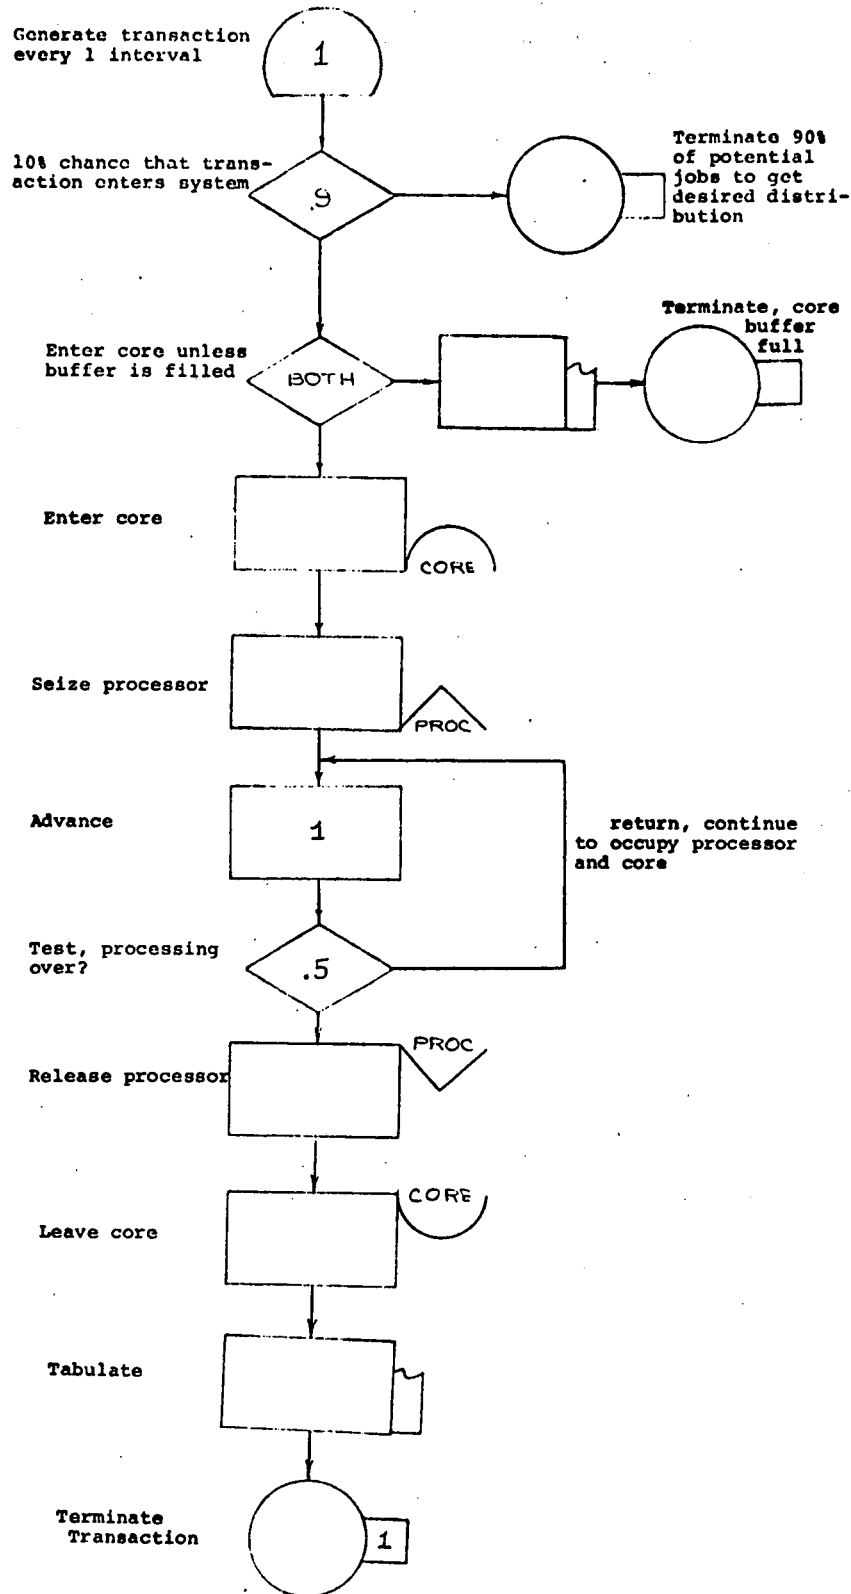 Generate transaction
every 1 interval
1
10% chance that trans-
action enters system
.9
Terminate 90%
of potential
jobs to get
desired distri-
bution
Enter core unless
buffer is filled
BOTH
Terminate, core
buffer
full
Enter core
CORE
Seize processor
PROC
Advance
1
return, continue
to occupy processor
and core
Test, processing
over?
.5
PROC
Release processor
CORE
Leave core
Tabulate
Terminate
Transaction
1